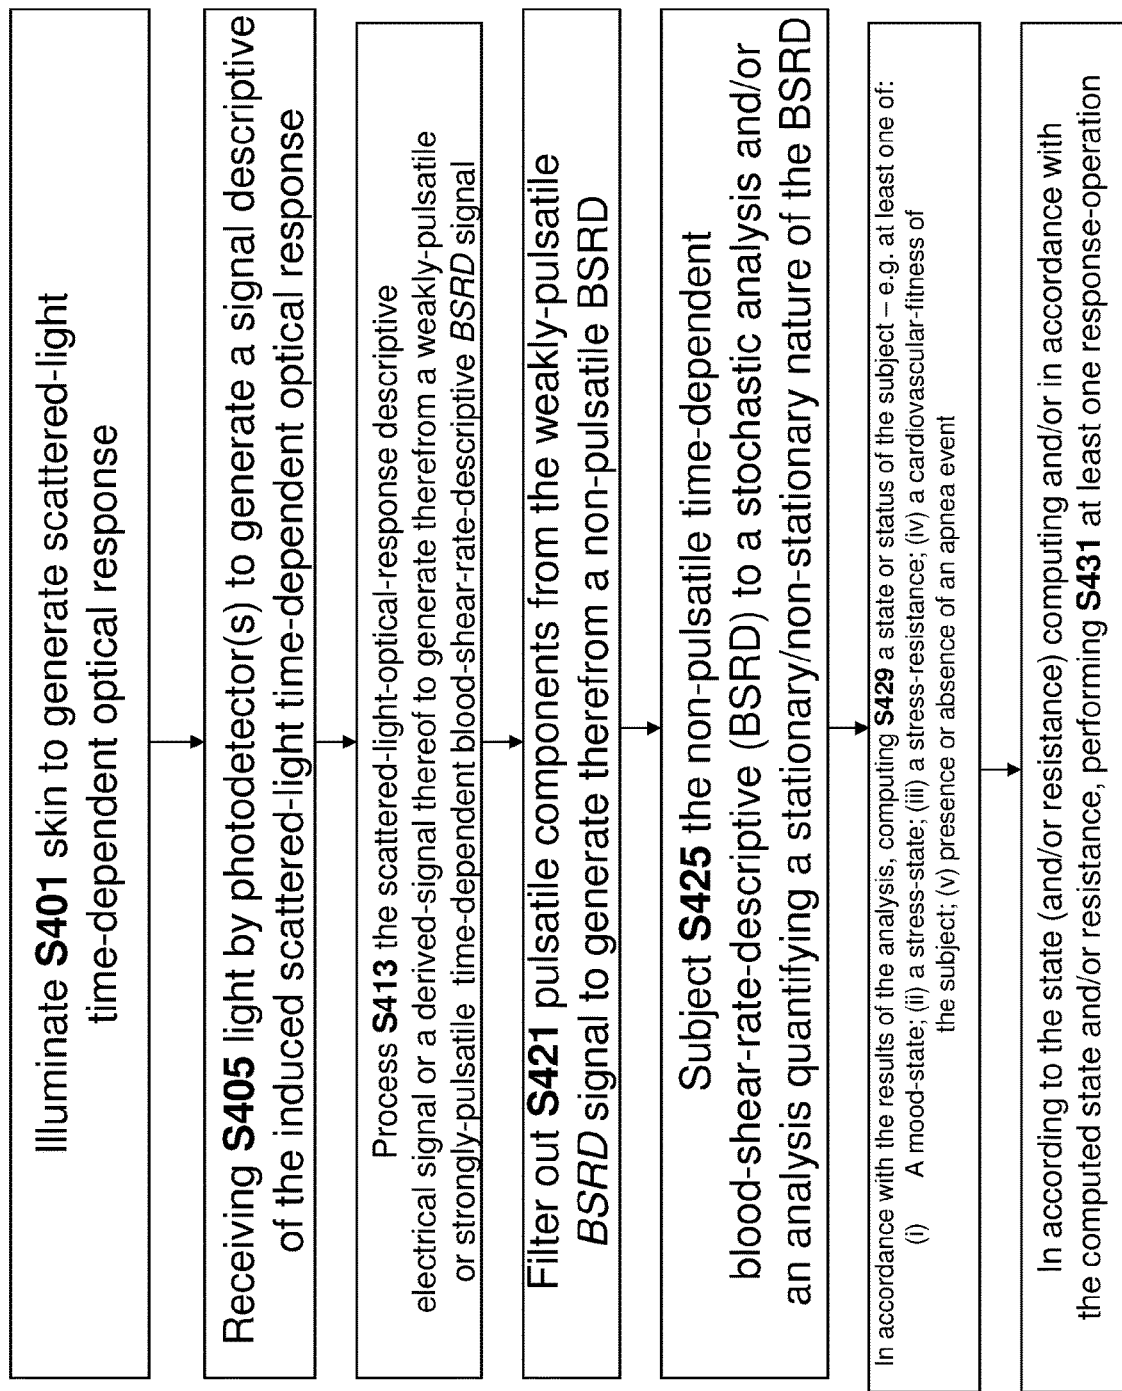 Illuminate S401 skin to generate scattered-light
time-dependent optical response
Receiving S405 light by photodetector(s) to generate a signal descriptive
of the induced scattered-light time-dependent optical response
Process S413 the scattered-light-optical-response descriptive
electrical signal or a derived-signal thereof to generate therefrom a weakly-pulsatile
or strongly-pulsatile time-dependent blood-shear-rate-descriptive BSRD signal
Filter out S421 pulsatile components from the weakly-pulsatile
BSRD signal to generate therefrom a non-pulsatile BSRD
Subject S425 the non-pulsatile time-dependent
blood-shear-rate-descriptive (BSRD) to a stochastic analysis and/or
an analysis quantifying a stationary/non-stationary nature of the BSRD
In accordance with the results of the analysis, computing S429 a state or status of the subject – e.g. at least one of:
(i) A mood-state; (ii) a stress-state; (iii) a stress-resistance; (iv) a cardiovascular-fitness of
the subject; (v) presence or absence of an apnea event
In according to the state (and/or resistance) computing and/or in accordance with
the computed state and/or resistance, performing S431 at least one response-operation